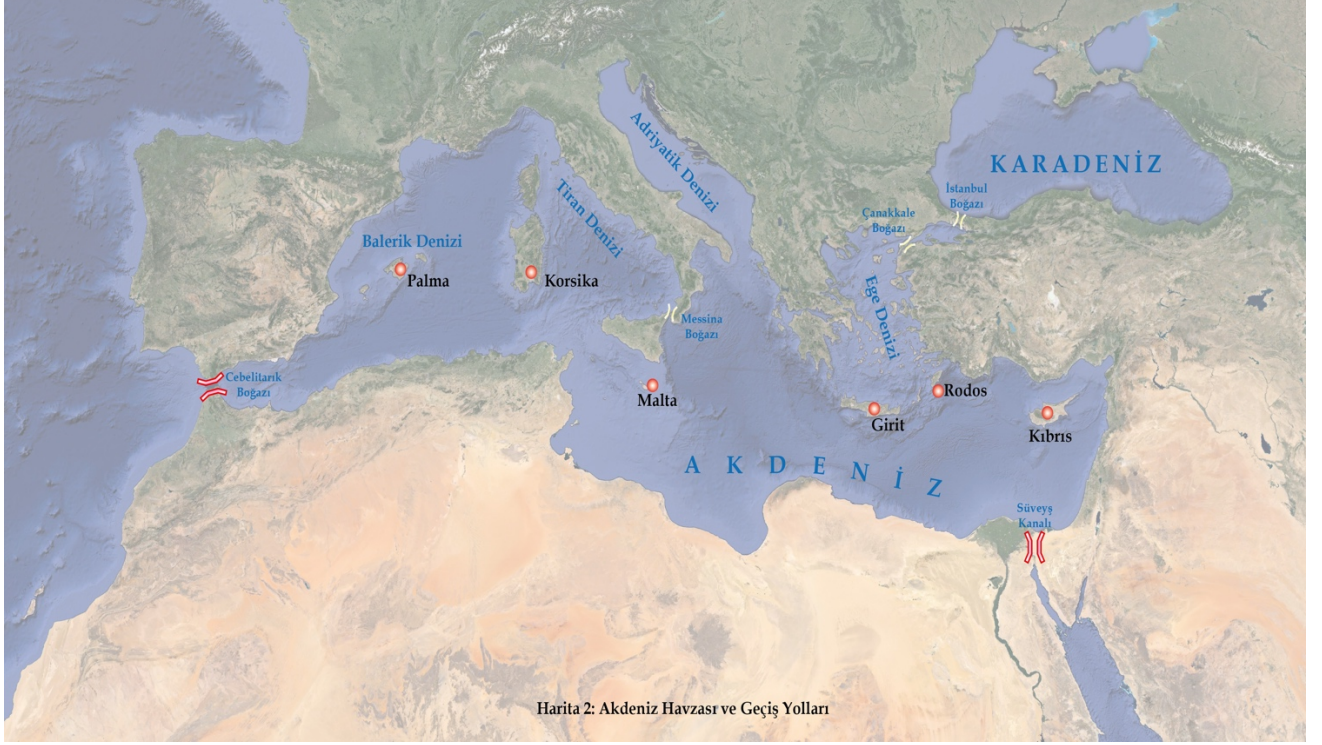 Adriyatik Denizi
KARADENİZ
Tiran Denizi
İstanbul
Boğazı
Çanakkale
Boğazı
Balerik Denizi
Palma
Korsika
Ege Denizi
Messina
Boğazı
Cebelitarık
Boğazı
Malta
Rodos
Girit
Kıbrıs
AKDENİZ
Süveyş
Kanalı
Harita 2: Akdeniz Havzası ve Geçiş Yolları